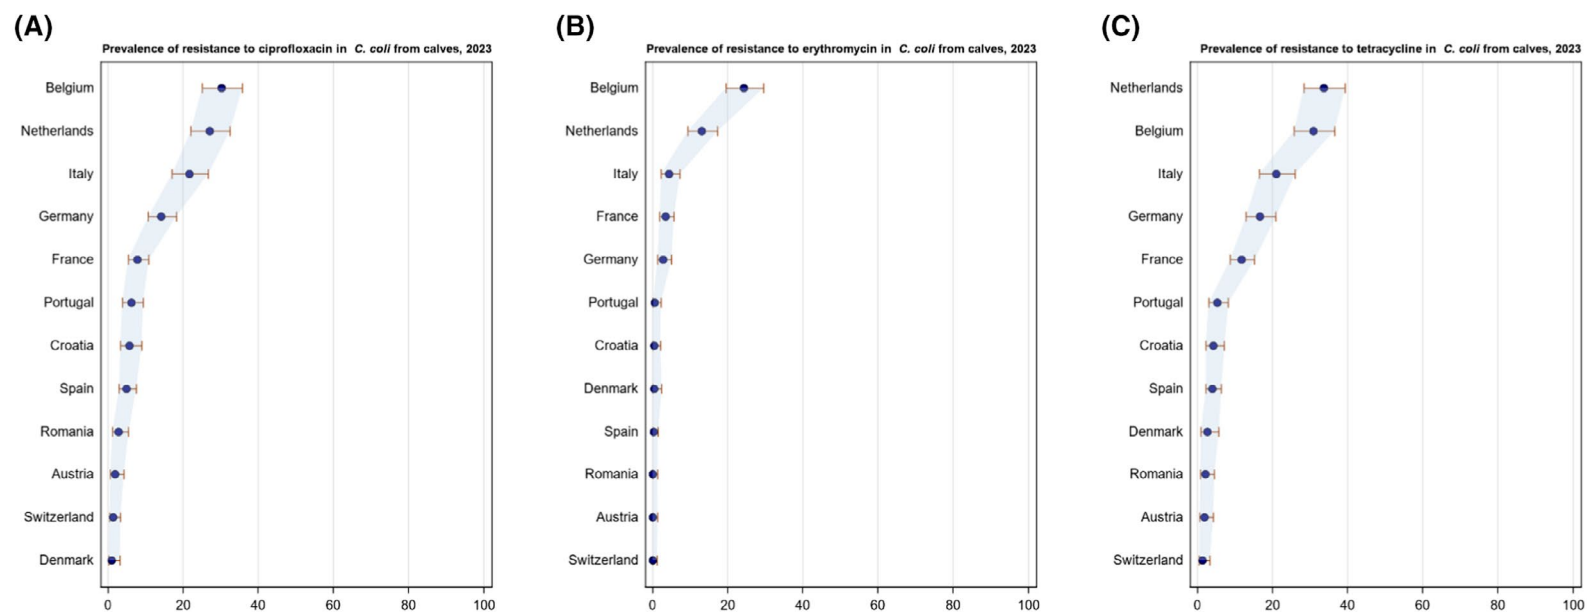 (A)
Prevalence of resistance to ciprofloxacin in C. coli from calves, 2023
Belgium
Netherlands
Italy
Germany
France
Portugal
Croatia
Spain
Romania
Austria
Switzerland
Denmark
0 20 40 60 80 100
(B)
Prevalence of resistance to erythromycin in C. coli from calves, 2023
Belgium
Netherlands
Italy
France
Germany
Portugal
Croatia
Denmark
Spain
Romania
Austria
Switzerland
0 20 40 60 80 100
(C)
Prevalence of resistance to tetracycline in C. coli from calves, 2023
Netherlands
Belgium
Italy
Germany
France
Portugal
Croatia
Spain
Denmark
Romania
Austria
Switzerland
0 20 40 60 80 100